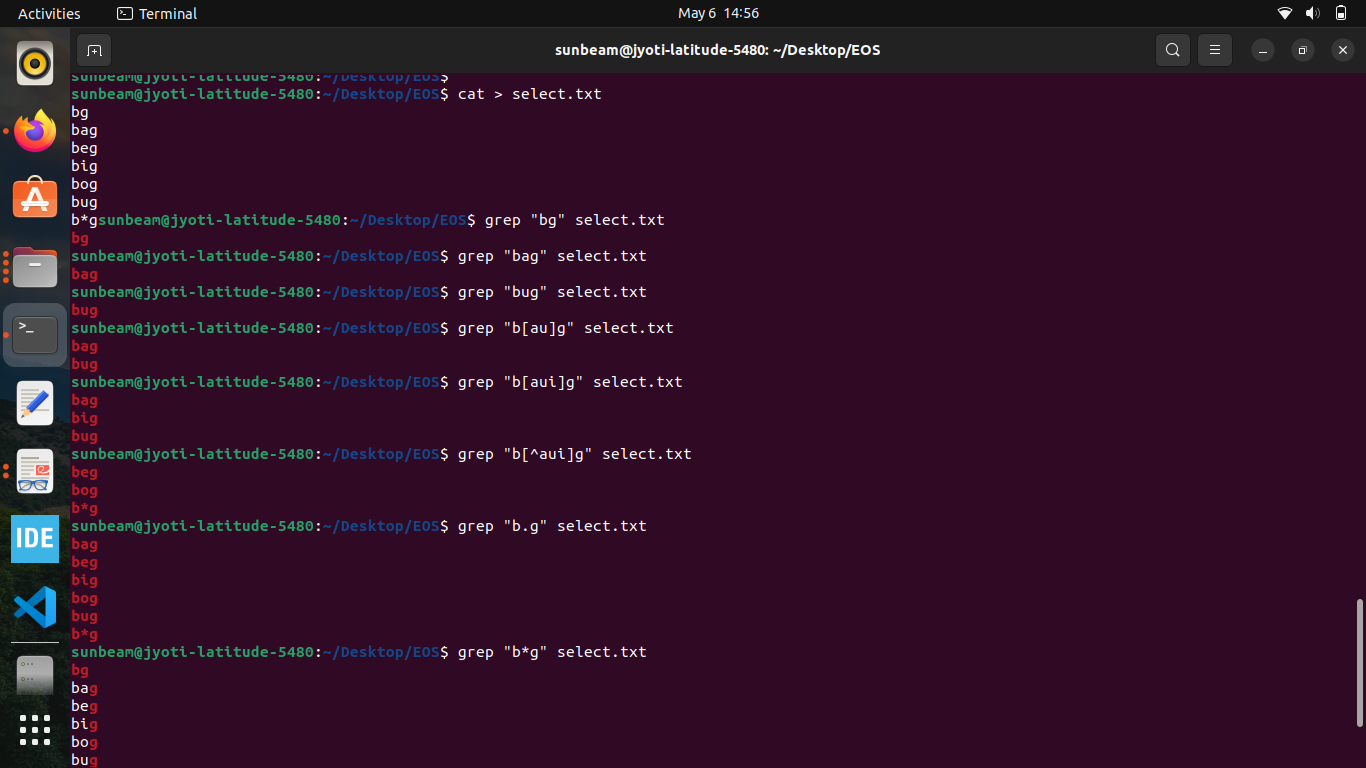 Activities
Terminal
May 6 14:56
sunbeam@jyoti-latitude-5480: ~/Desktop/EOS
sunbeam@jyoti-latitude-5480:~/Desktop/EOS$
sunbeam@jyoti-latitude-5480:~/Desktop/EOS$ cat > select.txt
bg
bag
beg
big
bog
bug
b*gsunbeam@jyoti-latitude-5480:~/Desktop/EOS$ grep "bg" select.txt
bg
sunbeam@jyoti-latitude-5480:~/Desktop/EOS$ grep "bag" select.txt
bag
sunbeam@jyoti-latitude-5480:~/Desktop/EOS$ grep "bug" select.txt
bug
sunbeam@jyoti-latitude-5480:~/Desktop/EOS$ grep "b[au]g" select.txt
bag
bug
sunbeam@jyoti-latitude-5480:~/Desktop/EOS$ grep "b[aui]g" select.txt
bag
big
bug
sunbeam@jyoti-latitude-5480:~/Desktop/EOS$ grep "b[^aui]g" select.txt
beg
bog
b*g
sunbeam@jyoti-latitude-5480:~/Desktop/EOS$ grep "b.g" select.txt
bag
beg
big
bog
bug
b*g
sunbeam@jyoti-latitude-5480:~/Desktop/EOS$ grep "b*g" select.txt
bg
bag
beg
big
bog
bug
>_
IDE